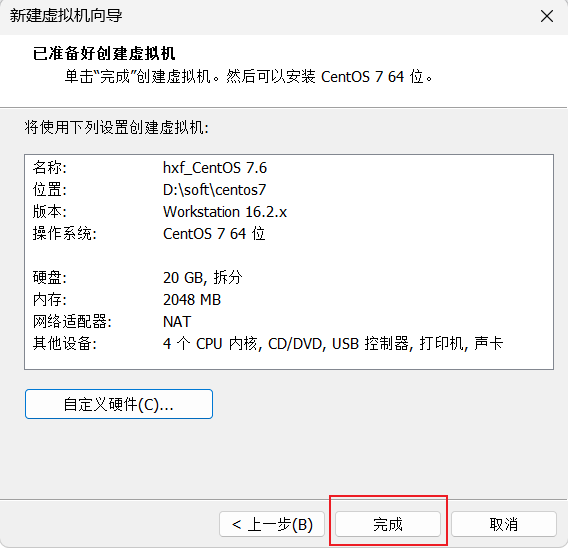 新建虚拟机向导
已准备好创建虚拟机
单击“完成”创建虚拟机。然后可以安装 CentOS 7 64 位。
将使用下列设置创建虚拟机:
名称: hxf_CentOS 7.6
位置: D:\soft\centos7
版本: Workstation 16.2.x
操作系统: CentOS 7 64 位
硬盘: 20 GB, 拆分
内存: 2048 MB
网络适配器: NAT
其他设备: 4 个 CPU 内核, CD/DVD, USB 控制器, 打印机, 声卡
自定义硬件(C)...
< 上一步(B) 完成 取消